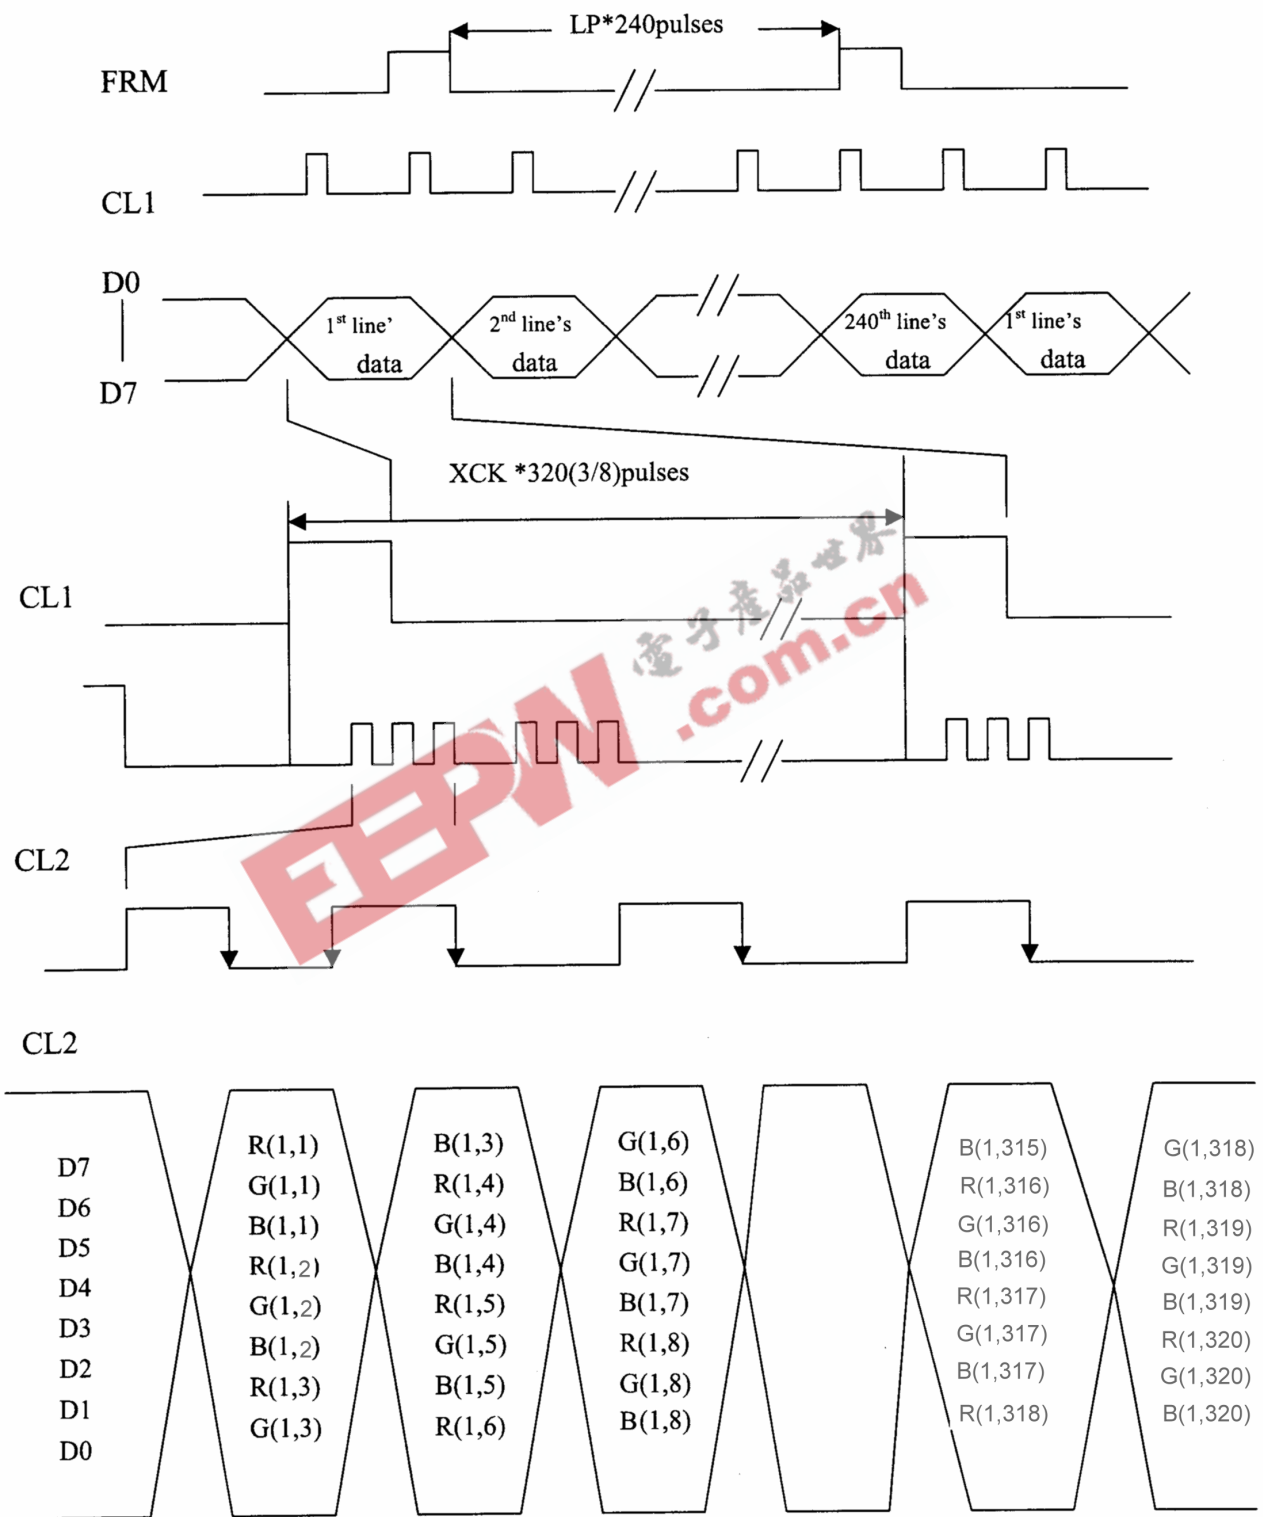 LP*240pulses
FRM
CL1
D0
D7
1st line' data
2nd line's data
240th line's data
1st line's data
XCK *320(3/8)pulses
CL1
電子産品世界
EEPW.com.cn
CL2
CL2
D7
D6
D5
D4
D3
D2
D1
D0
R(1,1)
G(1,1)
B(1,1)
R(1,2)
G(1,2)
B(1,2)
R(1,3)
G(1,3)
B(1,3)
R(1,4)
G(1,4)
B(1,4)
R(1,5)
G(1,5)
B(1,5)
R(1,6)
G(1,6)
B(1,6)
R(1,7)
G(1,7)
B(1,7)
R(1,8)
G(1,8)
B(1,8)
B(1,315)
R(1,316)
G(1,316)
B(1,316)
R(1,317)
G(1,317)
B(1,317)
R(1,318)
G(1,318)
B(1,318)
R(1,319)
G(1,319)
B(1,319)
R(1,320)
G(1,320)
B(1,320)